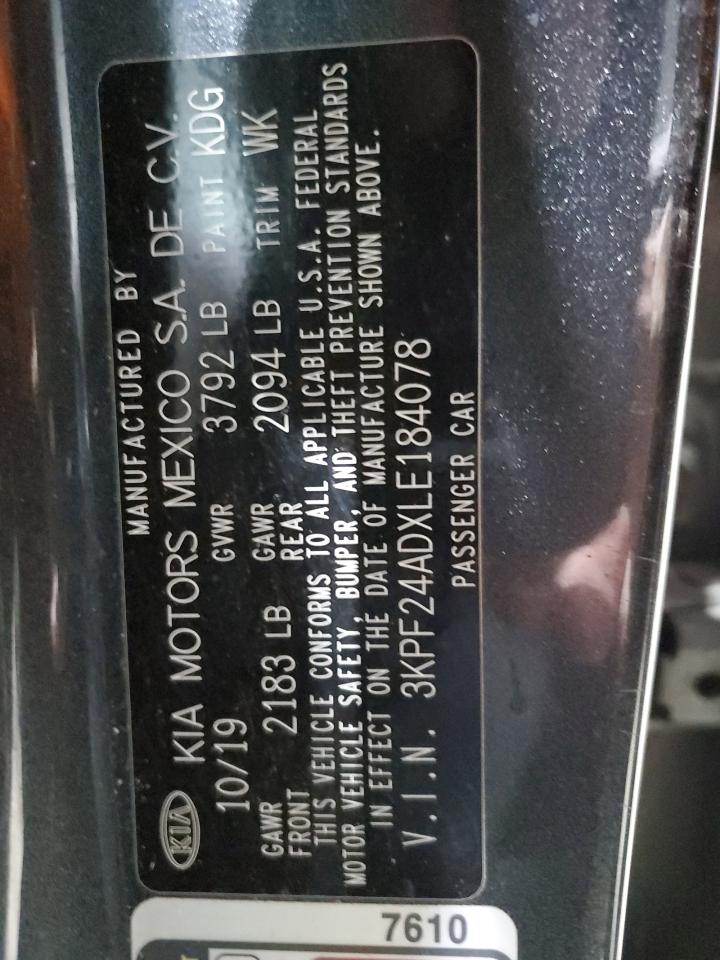 MANUFACTURED BY
KIA KIA MOTORS MEXICO S.A. DE C.V.
10/19 GVWR 3792 LB PAINT KDG
GAWR FRONT 2183 LB GAWR REAR 2094 LB TRIM WK
THIS VEHICLE CONFORMS TO ALL APPLICABLE U.S.A. FEDERAL
MOTOR VEHICLE SAFETY, BUMPER, AND THEFT PREVENTION STANDARDS
IN EFFECT ON THE DATE OF MANUFACTURE SHOWN ABOVE.
V.I.N. 3KPF24ADXLE184078
PASSENGER CAR
7610